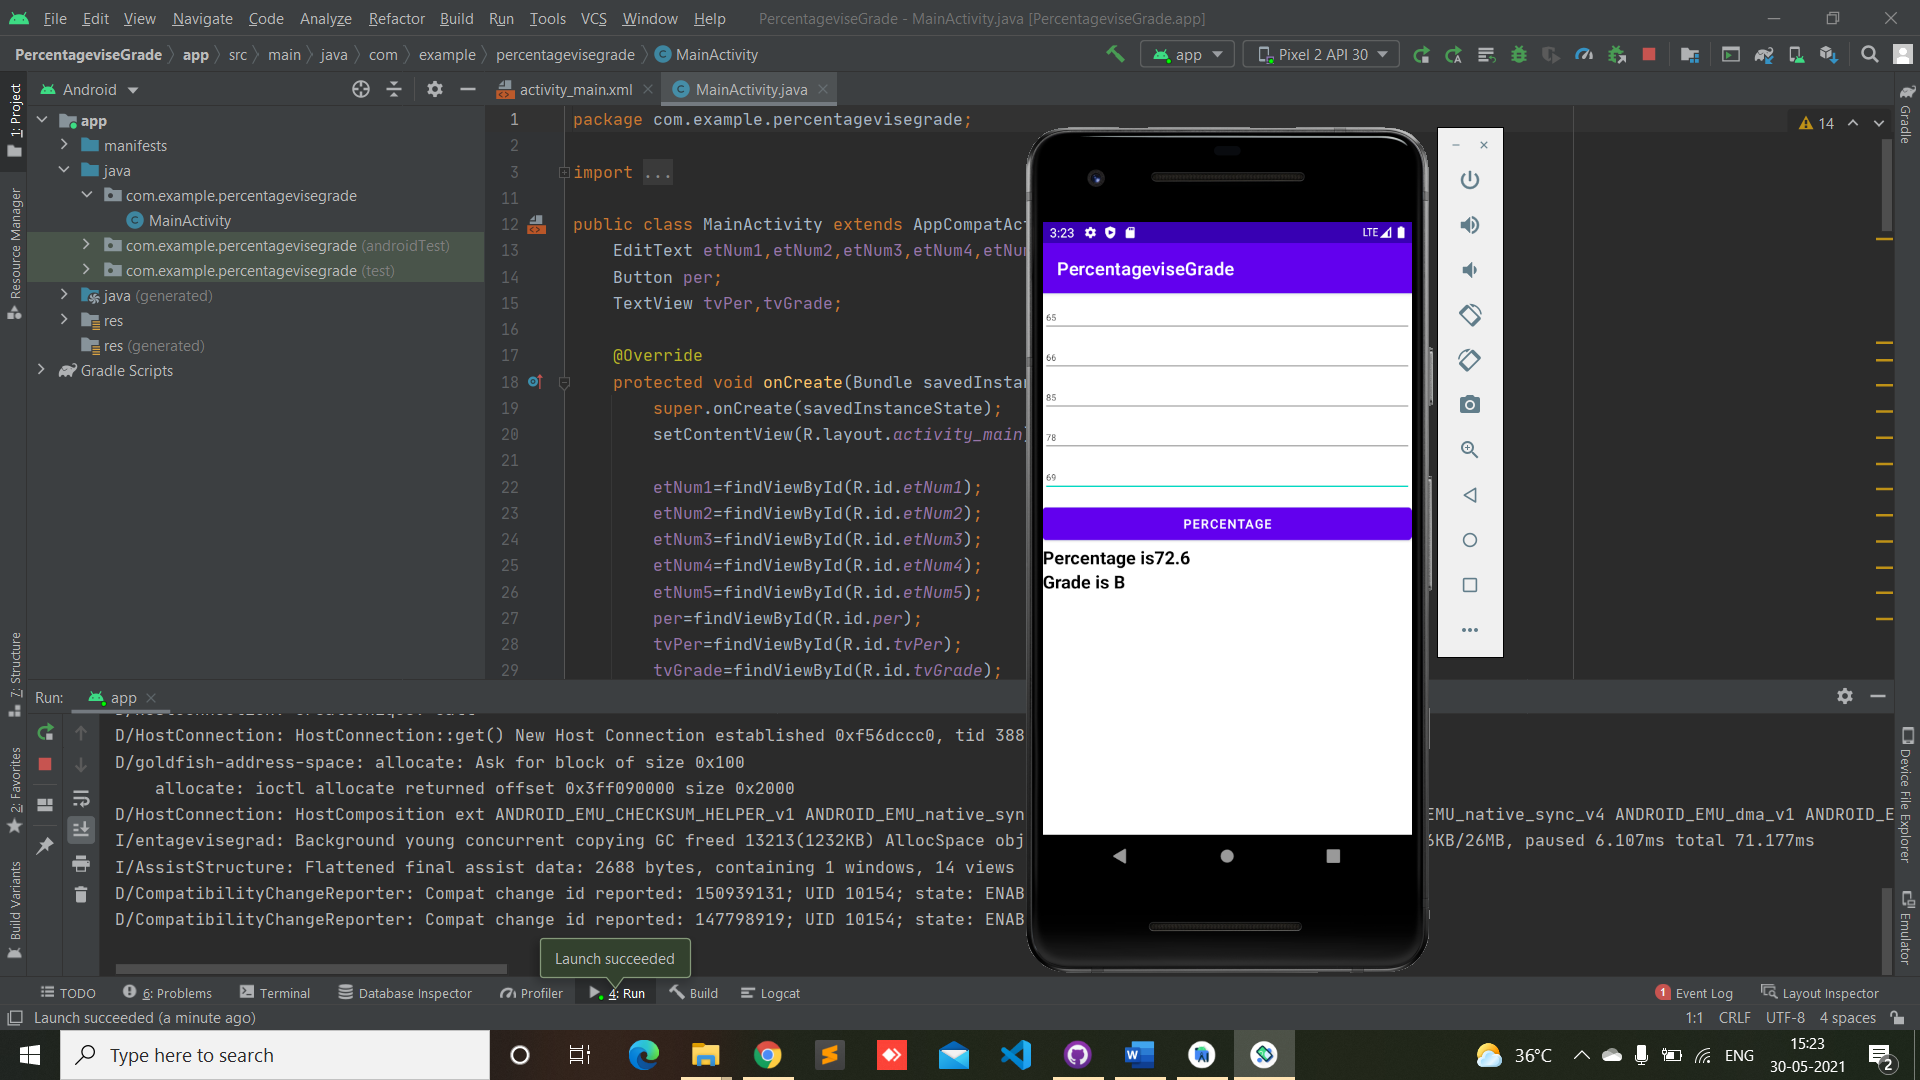 File Edit View Navigate Code Analyze Refactor Build Run Tools VCS Window Help PercentageviseGrade - MainActivity.java [PercentageviseGrade.app]
PercentageviseGrade app src main java com example percentagevisegrade MainActivity app Pixel 2 API 30
Android
activity_main.xml
MainActivity.java
1: Project
Resource Manager
7: Structure
2: Favorites
Build Variants
app
manifests
java
com.example.percentagevisegrade
MainActivity
com.example.percentagevisegrade (androidTest)
com.example.percentagevisegrade (test)
java (generated)
res
res (generated)
Gradle Scripts
14
1 package com.example.percentagevisegrade;
2
3 import ...
11
12 public class MainActivity extends AppCompatAct
13 EditText etNum1,etNum2,etNum3,etNum4,etNum
14 Button per;
15 TextView tvPer,tvGrade;
16
17 @Override
18 protected void onCreate(Bundle savedInstan
19 super.onCreate(savedInstanceState);
20 setContentView(R.layout.activity_main)
21
22 etNum1=findViewById(R.id.etNum1);
23 etNum2=findViewById(R.id.etNum2);
24 etNum3=findViewById(R.id.etNum3);
25 etNum4=findViewById(R.id.etNum4);
26 etNum5=findViewById(R.id.etNum5);
27 per=findViewById(R.id.per);
28 tvPer=findViewById(R.id.tvPer);
29 tvGrade=findViewById(R.id.tvGrade);
3:23 LTE
PercentageviseGrade
65
66
85
78
69
PERCENTAGE
Percentage is72.6
Grade is B
Gradle
Device File Explorer
Emulator
Run: app
D/HostConnection: HostConnection::get() New Host Connection established 0xf56dccc0, tid 388
D/goldfish-address-space: allocate: Ask for block of size 0x100
allocate: ioctl allocate returned offset 0x3ff090000 size 0x2000
D/HostConnection: HostComposition ext ANDROID_EMU_CHECKSUM_HELPER_v1 ANDROID_EMU_native_syn EMU_native_sync_v4 ANDROID_EMU_dma_v1 ANDROID_E
I/entagevisegrad: Background young concurrent copying GC freed 13213(1232KB) AllocSpace obj 6KB/26MB, paused 6.107ms total 71.177ms
I/AssistStructure: Flattened final assist data: 2688 bytes, containing 1 windows, 14 views
D/CompatibilityChangeReporter: Compat change id reported: 150939131; UID 10154; state: ENAB
D/CompatibilityChangeReporter: Compat change id reported: 147798919; UID 10154; state: ENAB
Launch succeeded
TODO 6: Problems Terminal Database Inspector Profiler 4: Run Build Logcat 1 Event Log Layout Inspector
Launch succeeded (a minute ago) 1:1 CRLF UTF-8 4 spaces
Type here to search
36°C ENG
15:23
30-05-2021
2